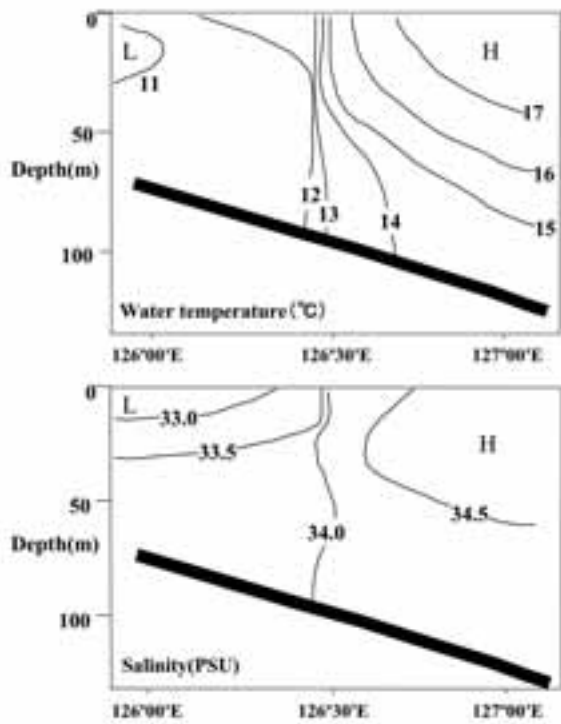 0
L
H
11
17
50
Depth(m)
16
12
13
14
15
100
Water temperature(℃)
126°00'E
126°30'E
127°00'E
0
L
33.0
33.5
H
50
34.5
34.0
Depth(m)
100
Salinity(PSU)
126°00'E
126°30'E
127°00'E